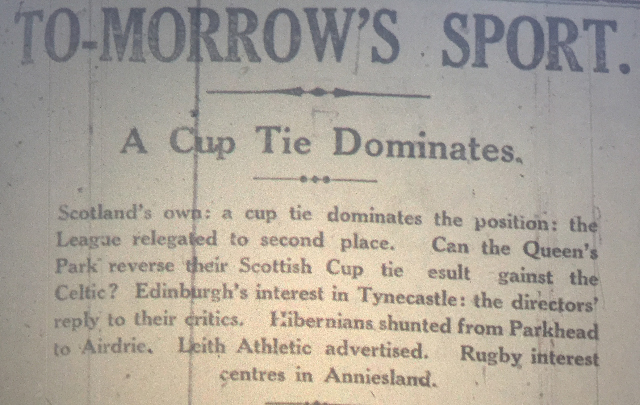 TO-MORROW'S SPORT.
A Cup Tie Dominates.
Scotland's own: a cup tie dominates the position: the
League relegated to second place. Can the Queen's
Park reverse their Scottish Cup tie esult gainst the
Celtic? Edinburgh's interest in Tynecastle: the directors'
reply to their critics. Hibernians shunted from Parkhead
to Airdrie. Leith Athletic advertised. Rugby interest
centres in Anniesland.